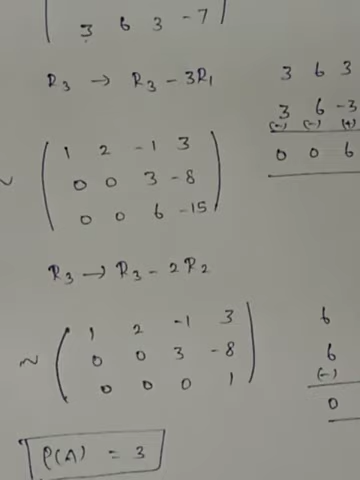 3 6 3 -7
R3 → R3 - 3R1
3 6 3
3 6 -3
(-) (-) (+)
0 0 6
~ ( 1 2 -1 3
0 0 3 -8
0 0 6 -15 )
R3 → R3 - 2R2
~ ( 1 2 -1 3
0 0 3 -8
0 0 0 1 )
6
6
(-)
0
ρ(A) = 3